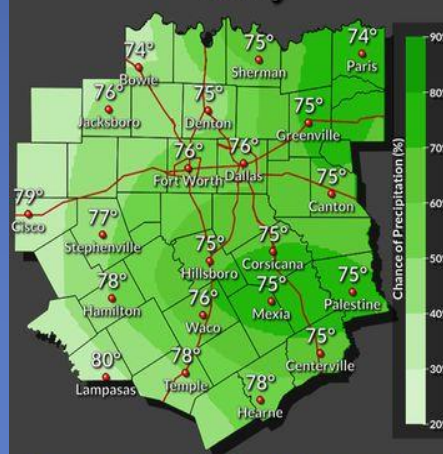 74°
Bowie
75°
Sherman
74°
Paris
76°
Jacksboro
75°
Denton
75°
Greenville
76°
Fort Worth
76°
Dallas
75°
Canton
79°
Cisco
77°
Stephenville
75°
Hillsboro
75°
Corsicana
78°
Hamilton
76°
Waco
75°
Mexia
75°
Palestine
80°
Lampasas
78°
Temple
75°
Centerville
78°
Hearne
Chance of Precipitation (%)
90%
80%
70%
60%
50%
40%
30%
20%